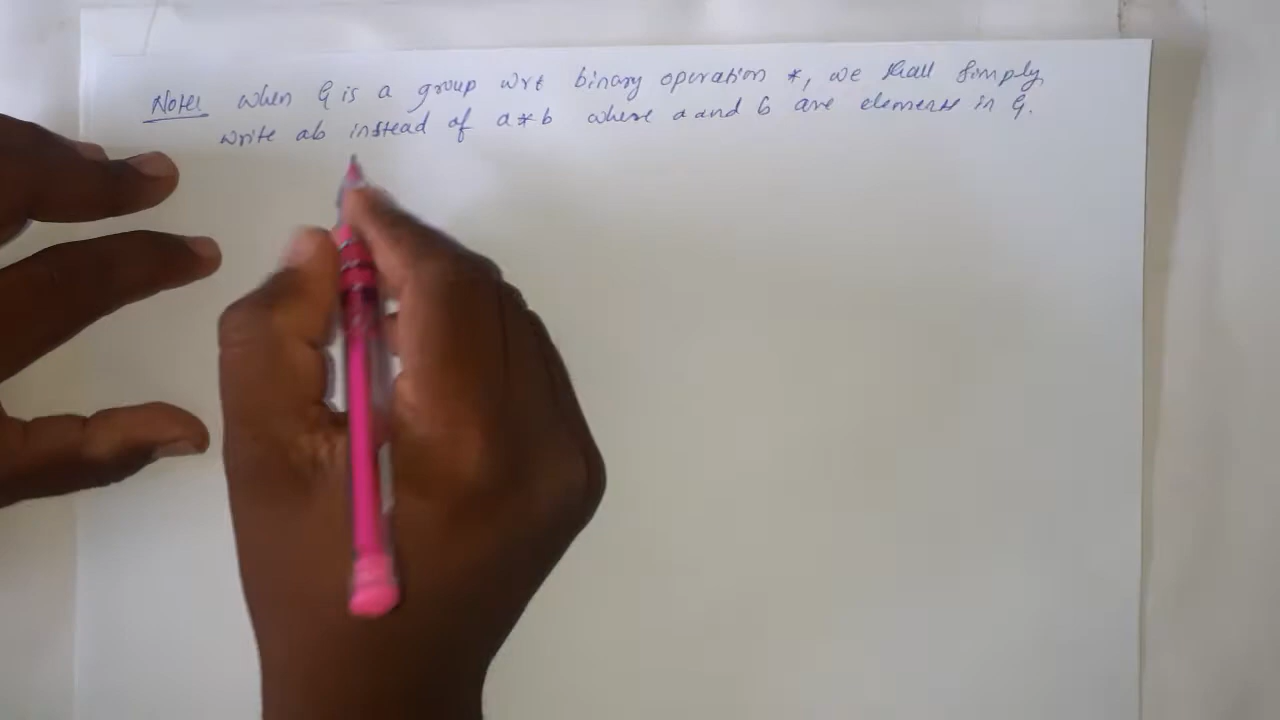 Note: When G is a group wrt binary operation *, we shall simply
write ab instead of a*b where a and b are elements in G.